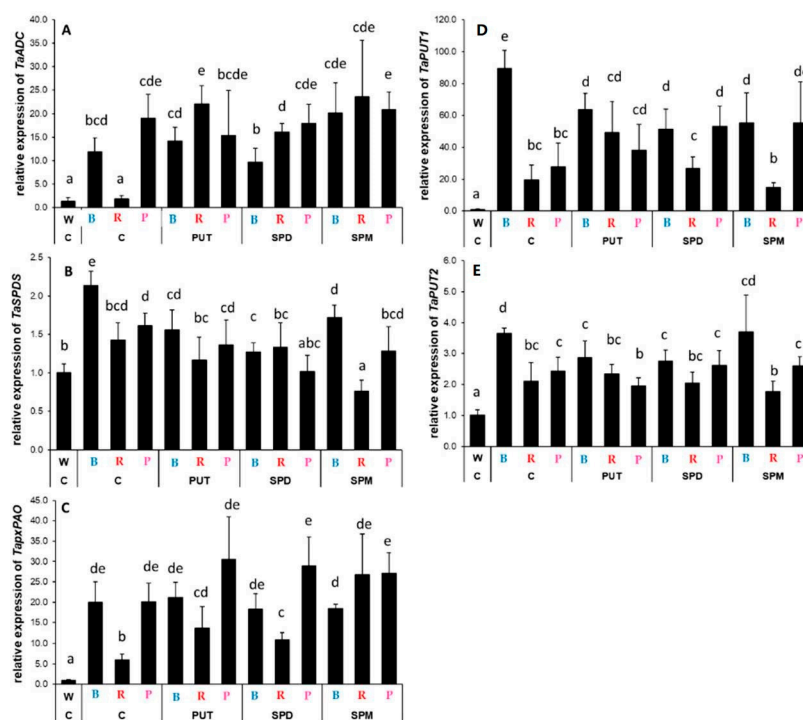 A
relative expression of TaADC
40.0
35.0
30.0
25.0
20.0
15.0
10.0
5.0
0.0
a bcd a cde cd e bcde b d cde cde cde e
W B R P B R P B R P B R P
C C PUT SPD SPM
B
relative expression of TaSPDS
2.5
2.0
1.5
1.0
0.5
0.0
b e bcd d cd bc cd c bcd abc d a bcd
W B R P B R P B R P B R P
C C PUT SPD SPM
C
relative expression of TapxPAO
45.0
40.0
35.0
30.0
25.0
20.0
15.0
10.0
5.0
0.0
a de b de de cd de de c e d de e
W B R P B R P B R P B R P
C C PUT SPD SPM
D
relative expression of TaPUT1
120.0
100.0
80.0
60.0
40.0
20.0
0.0
a e bc bc d cd cd d c d d b de
W B R P B R P B R P B R P
C C PUT SPD SPM
E
relative expression of TaPUT2
6.0
5.0
4.0
3.0
2.0
1.0
0.0
a d bc c c bc b c bc c cd b c
W B R P B R P B R P B R P
C C PUT SPD SPM